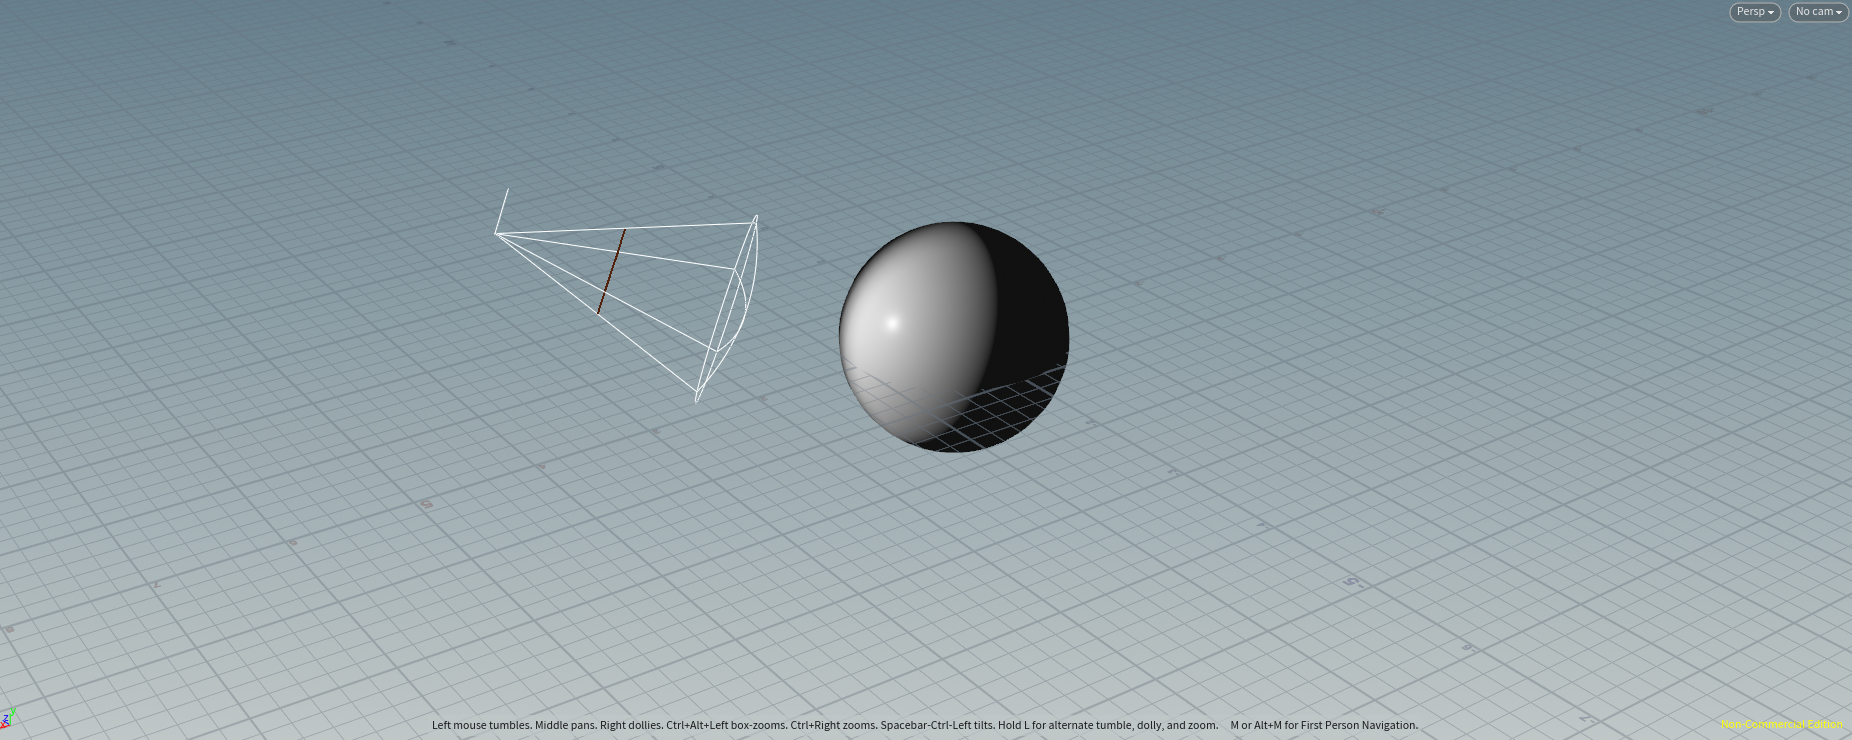 Persp No cam
-5
Left mouse tumbles. Middle pans. Right dollies. Ctrl+Alt+Left box-zooms. Ctrl+Right zooms. Spacebar-Ctrl-Left tilts. Hold L for alternate tumble, dolly, and zoom. M or Alt+M for First Person Navigation.
Non-Commercial Edition